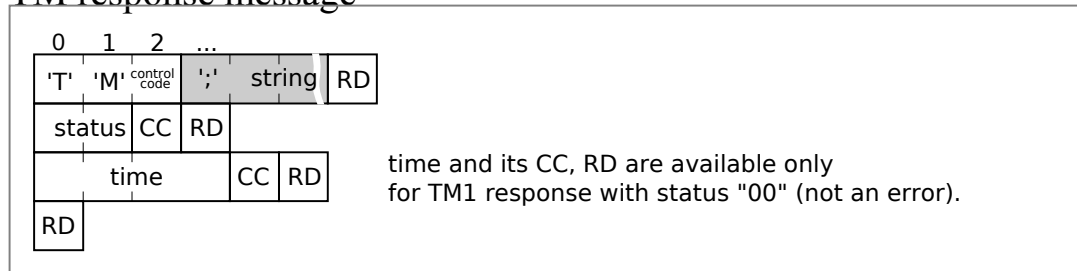 TM response message
0 1 2 ...
'T' 'M' control code ';' string RD
status CC RD
time CC RD
time and its CC, RD are available only
for TM1 response with status "00" (not an error).
RD